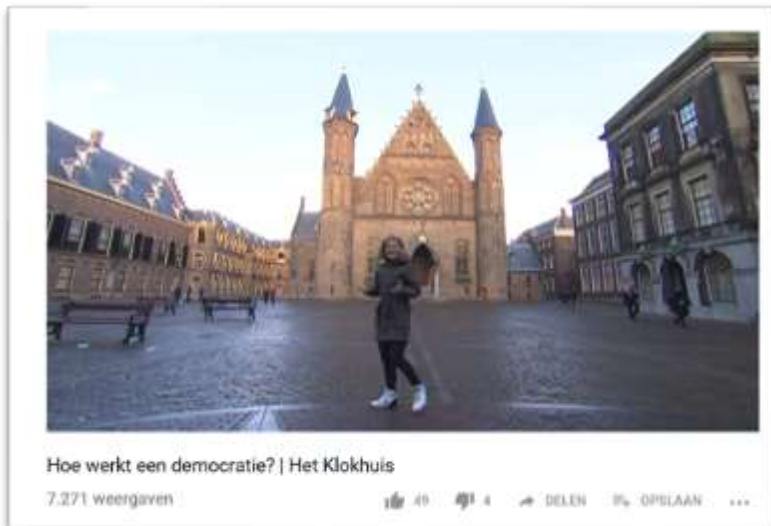 Hoe werkt een democratie? | Het Klokhuis
7.271 weergaven 49 4 DELEN OPSLAAN